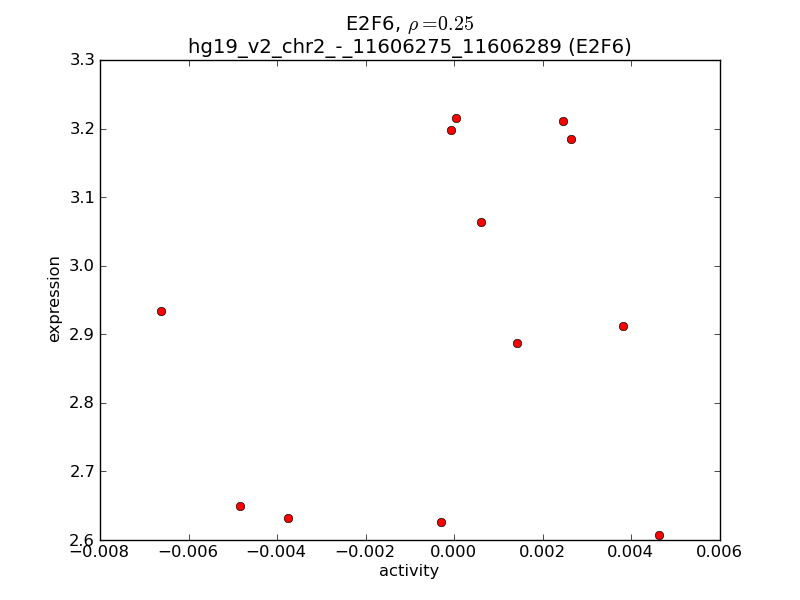 E2F6, ρ=0.25
hg19_v2_chr2_-_11606275_11606289 (E2F6)
3.3
3.2
3.1
3.0
2.9
2.8
2.7
2.6
expression
−0.008 −0.006 −0.004 −0.002 0.000 0.002 0.004 0.006
activity